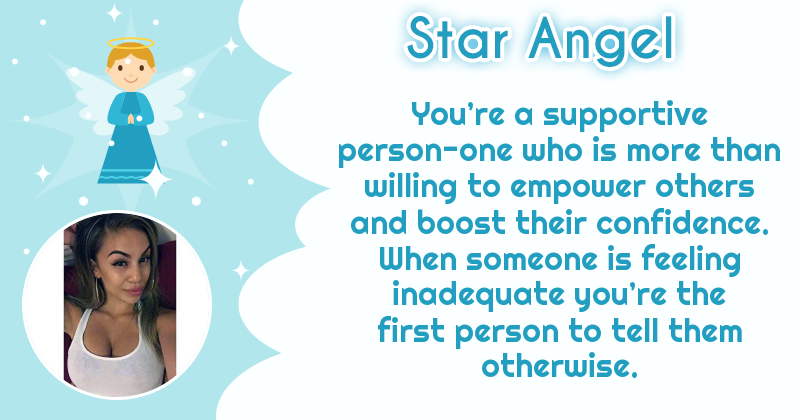 Star Angel
You're a supportive
person-one who is more than
willing to empower others
and boost their confidence.
When someone is feeling
inadequate you're the
first person to tell them
otherwise.